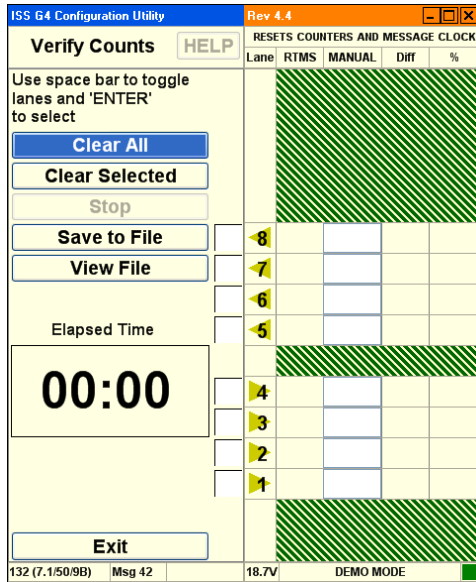 ISS G4 Configuration Utility
Rev 4.4
Verify Counts
HELP
RESETS COUNTERS AND MESSAGE CLOCK
Lane RTMS MANUAL Diff %
Use space bar to toggle
lanes and 'ENTER'
to select
Clear All
Clear Selected
Stop
Save to File
8
View File
7
6
Elapsed Time
5
00:00
4
3
2
1
Exit
132 (7.1/50/9B) Msg 42
18.7V DEMO MODE